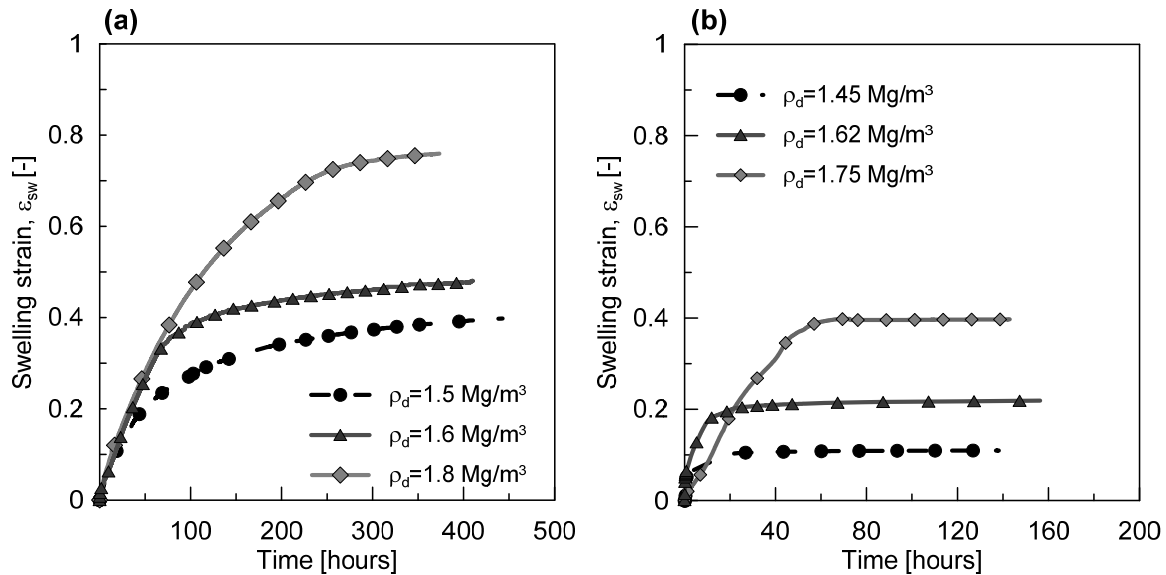 (a)
Swelling strain, εsw [-]
1
0.8
0.6
0.4
0.2
0
100 200 300 400 500
Time [hours]
ρd=1.5 Mg/m³
ρd=1.6 Mg/m³
ρd=1.8 Mg/m³
(b)
Swelling strain, εsw [-]
1
0.8
0.6
0.4
0.2
0
40 80 120 160 200
Time [hours]
ρd=1.45 Mg/m³
ρd=1.62 Mg/m³
ρd=1.75 Mg/m³